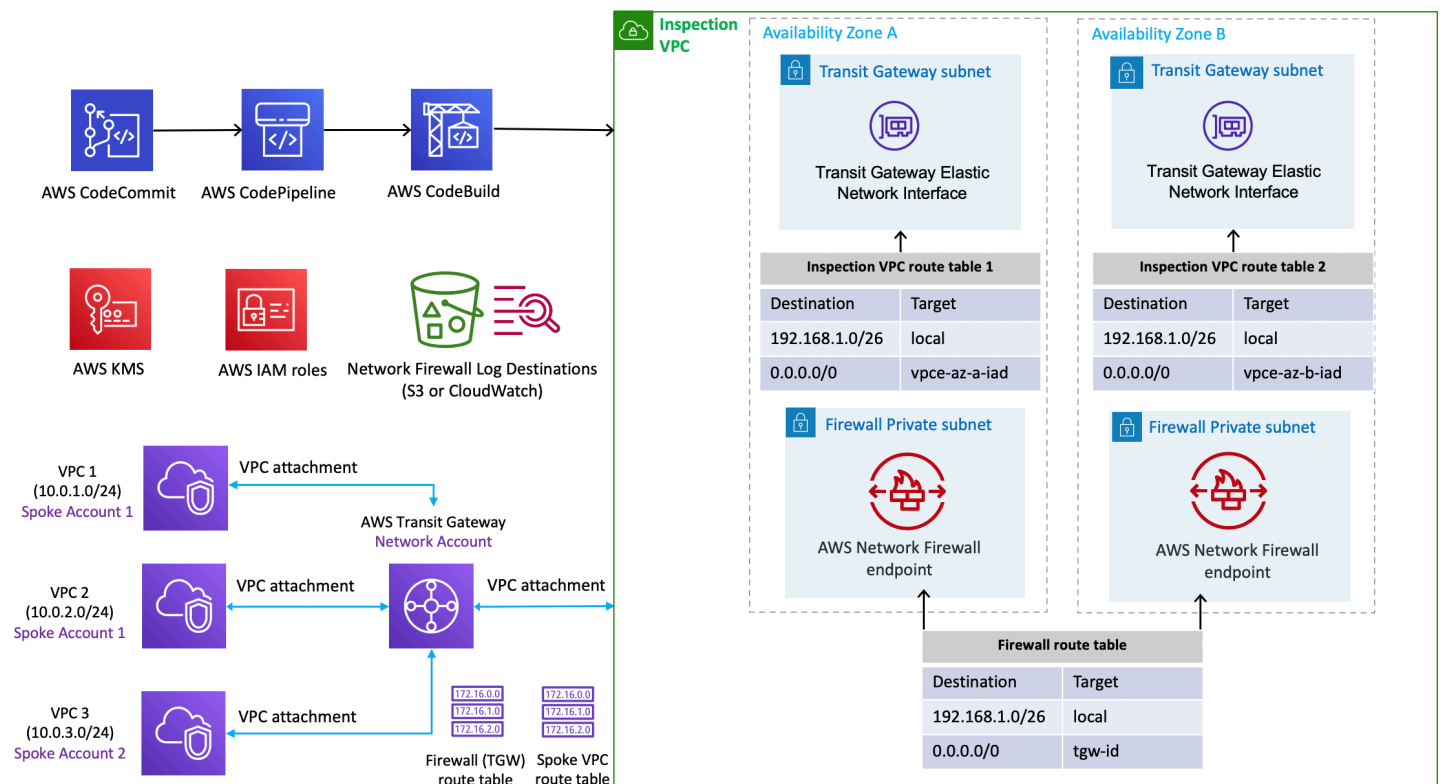 Inspection
VPC
Availability Zone A
Availability Zone B
Transit Gateway subnet
Transit Gateway subnet
Transit Gateway Elastic
Network Interface
Transit Gateway Elastic
Network Interface
AWS CodeCommit
AWS CodePipeline
AWS CodeBuild
Inspection VPC route table 1
Destination Target
192.168.1.0/26 local
0.0.0.0/0 vpce-az-a-iad
Inspection VPC route table 2
Destination Target
192.168.1.0/26 local
0.0.0.0/0 vpce-az-b-iad
AWS KMS
AWS IAM roles
Network Firewall Log Destinations
(S3 or CloudWatch)
Firewall Private subnet
Firewall Private subnet
AWS Network Firewall
endpoint
AWS Network Firewall
endpoint
VPC 1
(10.0.1.0/24)
Spoke Account 1
VPC attachment
AWS Transit Gateway
Network Account
VPC 2
(10.0.2.0/24)
Spoke Account 1
VPC attachment
VPC attachment
VPC 3
(10.0.3.0/24)
Spoke Account 2
VPC attachment
172.16.0.0
172.16.1.0
172.16.2.0
Firewall (TGW)
route table
172.16.0.0
172.16.1.0
172.16.2.0
Spoke VPC
route table
Firewall route table
Destination Target
192.168.1.0/26 local
0.0.0.0/0 tgw-id